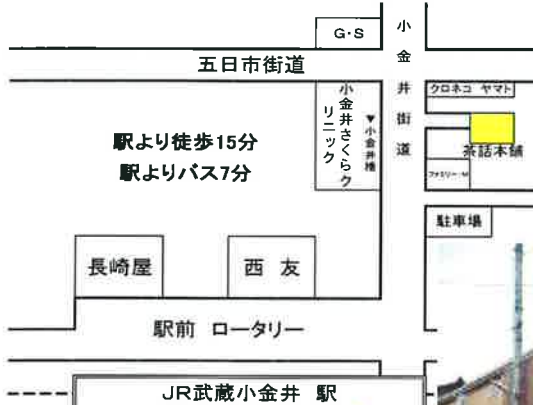 G・S
小金井街道
五日市街道
クロネコ ヤマト
小金井さくらク
リニック
▼小金井橋
駅より徒歩15分
駅よりバス7分
茶話本舗
ファミリーM
駐車場
長崎屋
西 友
駅前 ロータリー
JR武蔵小金井 駅